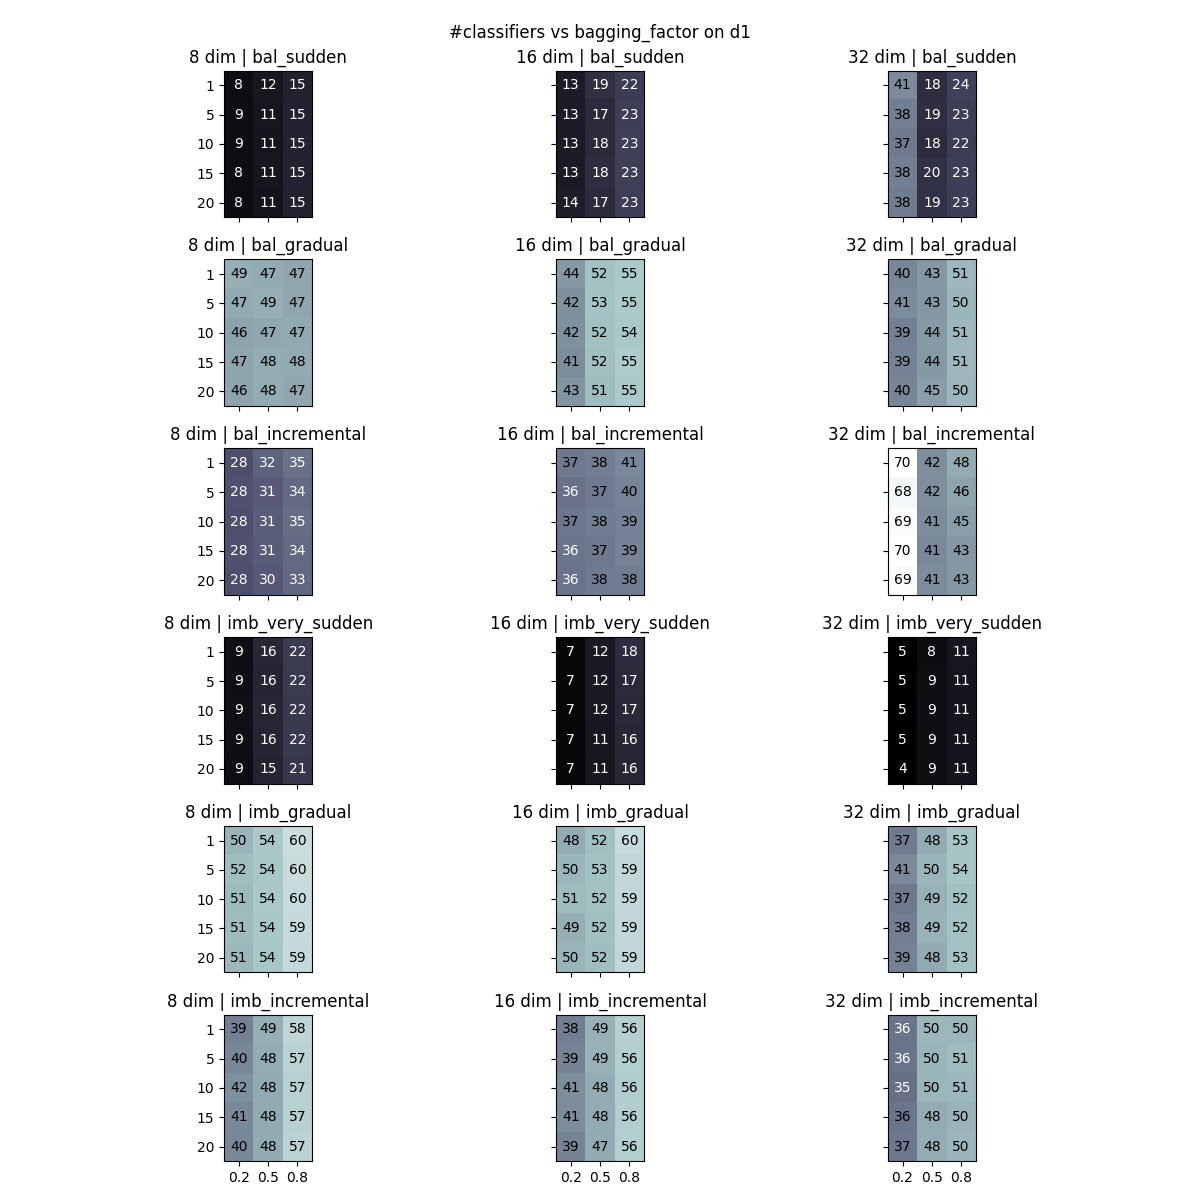 #classifiers vs bagging_factor on d1
8 dim | bal_sudden 16 dim | bal_sudden 32 dim | bal_sudden
1 8 12 15 13 19 22 41 18 24
5 9 11 15 13 17 23 38 19 23
10 9 11 15 13 18 23 37 18 22
15 8 11 15 13 18 23 38 20 23
20 8 11 15 14 17 23 38 19 23
8 dim | bal_gradual 16 dim | bal_gradual 32 dim | bal_gradual
1 49 47 47 44 52 55 40 43 51
5 47 49 47 42 53 55 41 43 50
10 46 47 47 42 52 54 39 44 51
15 47 48 48 41 52 55 39 44 51
20 46 48 47 43 51 55 40 45 50
8 dim | bal_incremental 16 dim | bal_incremental 32 dim | bal_incremental
1 28 32 35 37 38 41 70 42 48
5 28 31 34 36 37 40 68 42 46
10 28 31 35 37 38 39 69 41 45
15 28 31 34 36 37 39 70 41 43
20 28 30 33 36 38 38 69 41 43
8 dim | imb_very_sudden 16 dim | imb_very_sudden 32 dim | imb_very_sudden
1 9 16 22 7 12 18 5 8 11
5 9 16 22 7 12 17 5 9 11
10 9 16 22 7 12 17 5 9 11
15 9 16 22 7 11 16 5 9 11
20 9 15 21 7 11 16 4 9 11
8 dim | imb_gradual 16 dim | imb_gradual 32 dim | imb_gradual
1 50 54 60 48 52 60 37 48 53
5 52 54 60 50 53 59 41 50 54
10 51 54 60 51 52 59 37 49 52
15 51 54 59 49 52 59 38 49 52
20 51 54 59 50 52 59 39 48 53
8 dim | imb_incremental 16 dim | imb_incremental 32 dim | imb_incremental
1 39 49 58 38 49 56 36 50 50
5 40 48 57 39 49 56 36 50 51
10 42 48 57 41 48 56 35 50 51
15 41 48 57 41 48 56 36 48 50
20 40 48 57 39 47 56 37 48 50
0.2 0.5 0.8 0.2 0.5 0.8 0.2 0.5 0.8